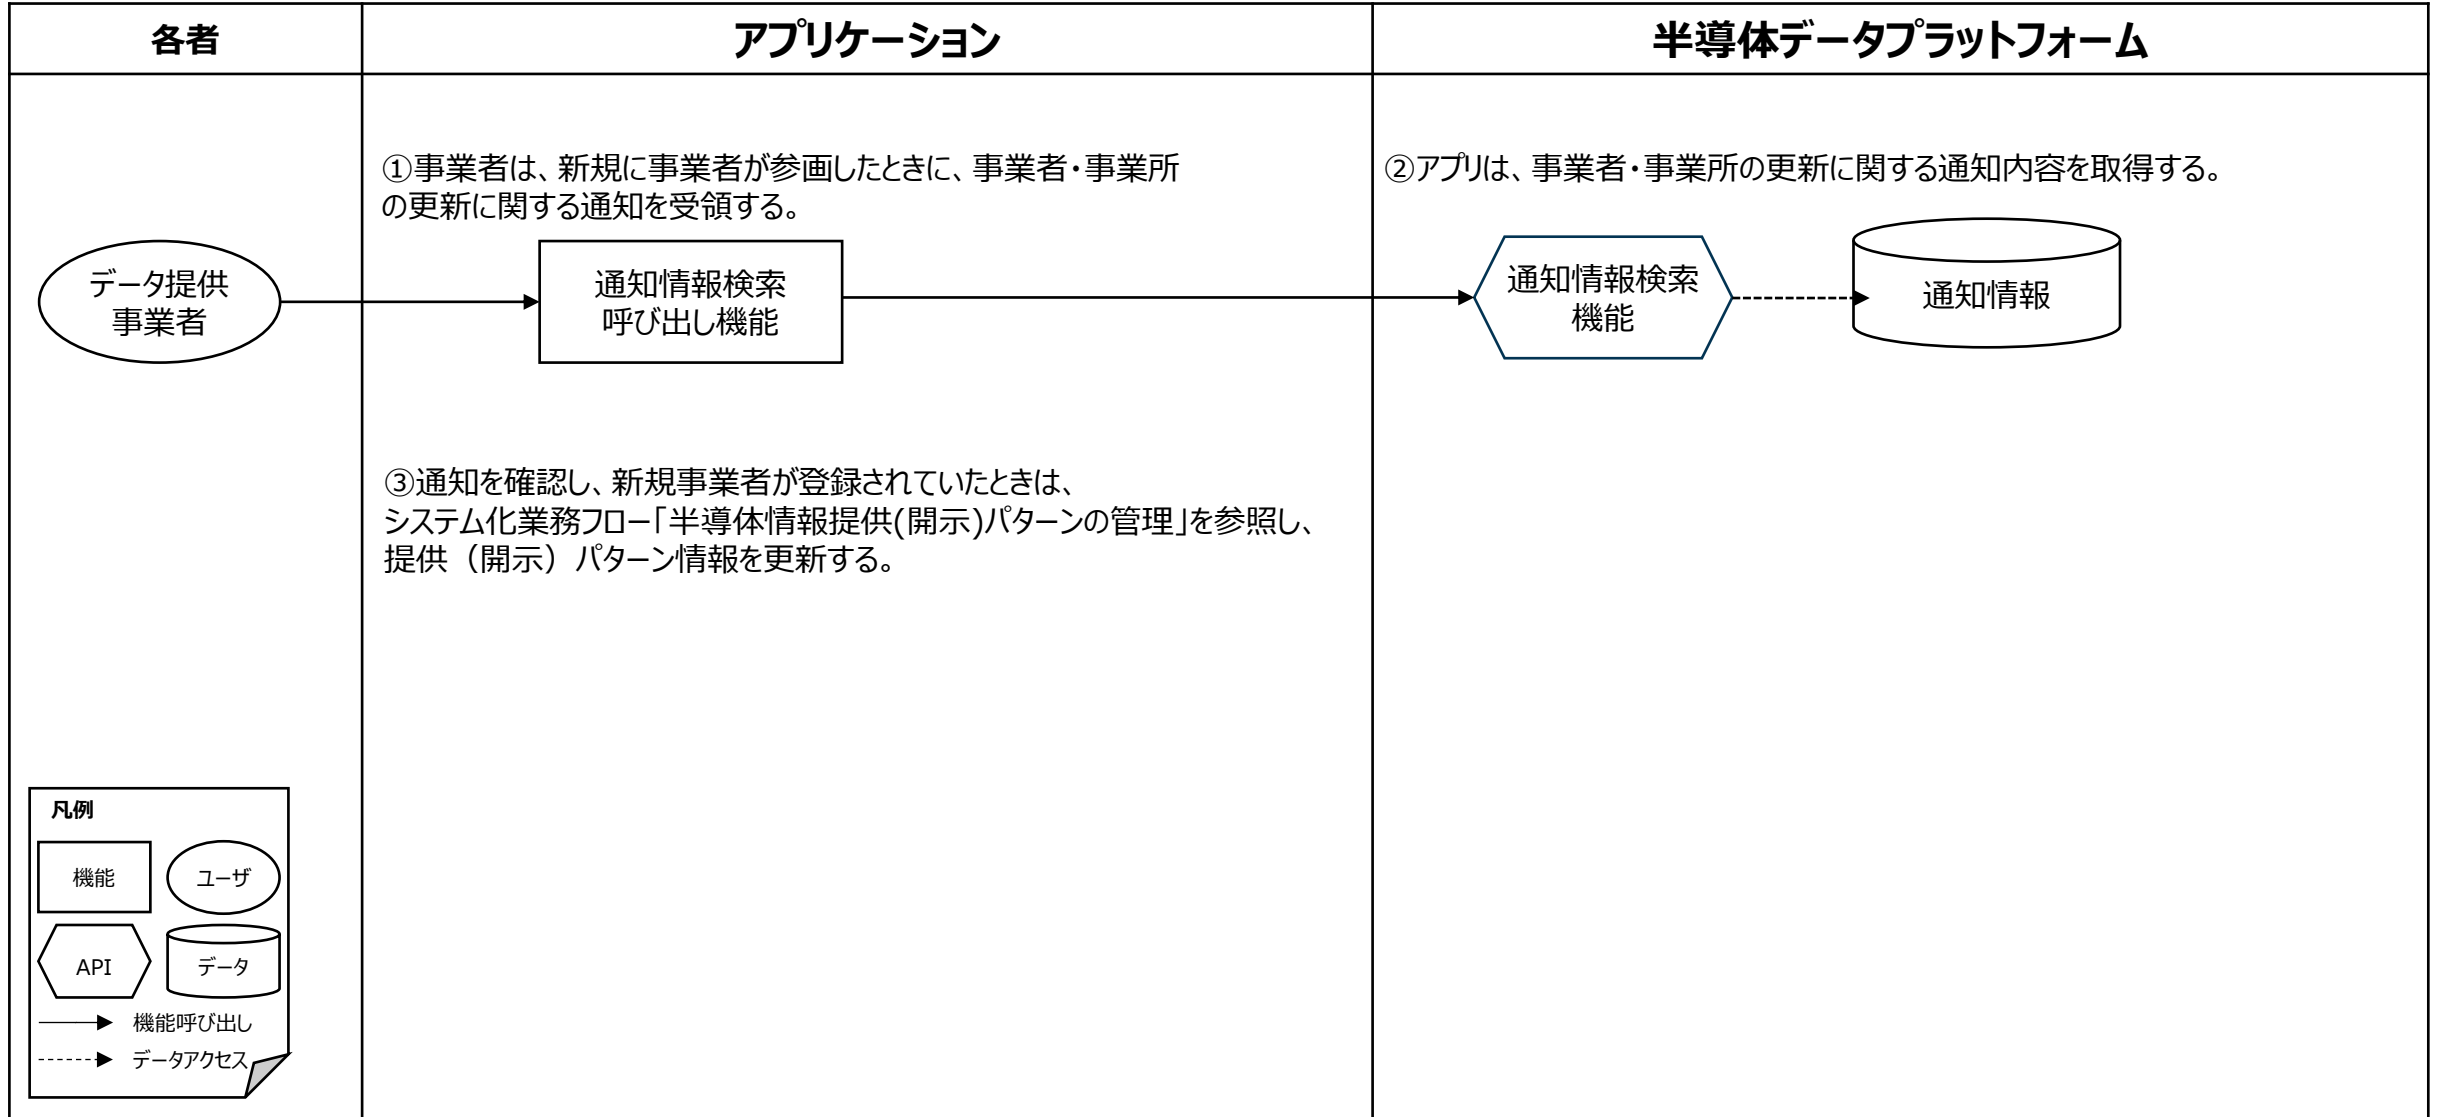 各者
アプリケーション
半導体データプラットフォーム
①事業者は、新規に事業者が参画したときに、事業者・事業所
の更新に関する通知を受領する。
②アプリは、事業者・事業所の更新に関する通知内容を取得する。
データ提供
事業者
通知情報検索
呼び出し機能
通知情報検索
機能
通知情報
③通知を確認し、新規事業者が登録されていたときは、
システム化業務フロー「半導体情報提供(開示)パターンの管理」を参照し、
提供（開示）パターン情報を更新する。
凡例
機能
ユーザ
API
データ
機能呼び出し
データアクセス